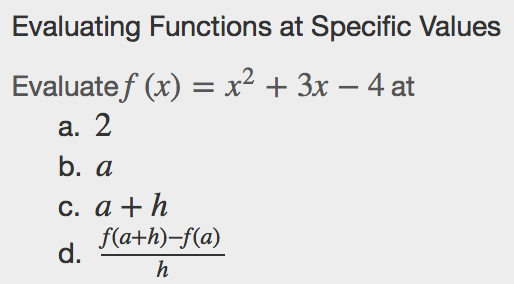 Evaluating Functions at Specific Values
Evaluate f (x) = x² + 3x − 4 at
a. 2
b. a
c. a + h
d. f(a+h)−f(a)
h